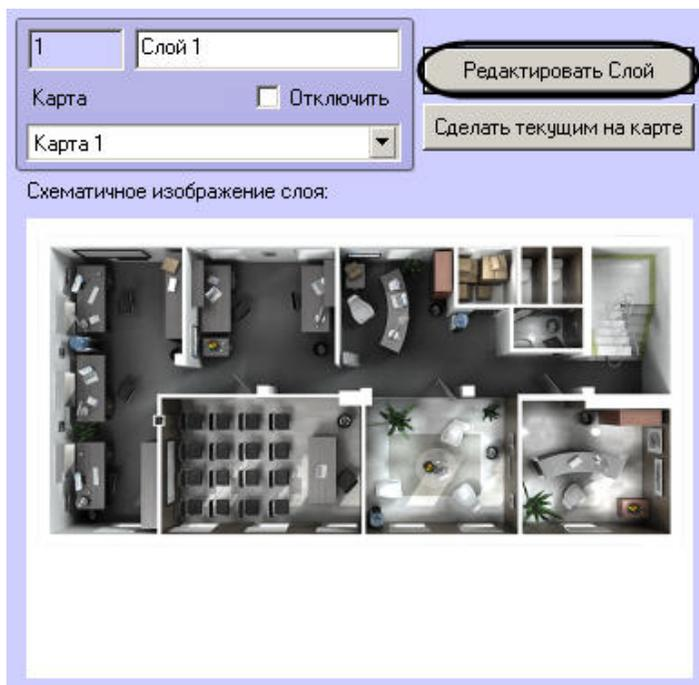 1
Слой 1
Редактировать Слой
Карта
Отключить
Сделать текущим на карте
Карта 1
Схематичное изображение слоя: